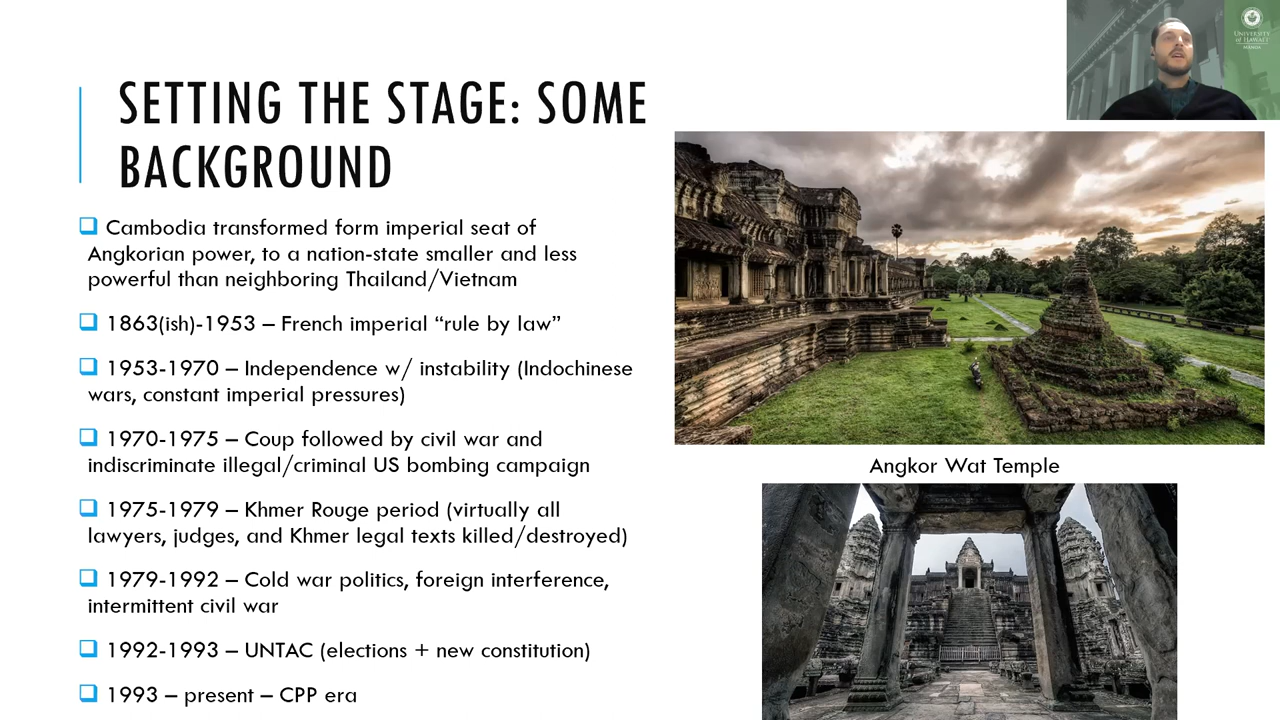 UNIVERSITY
of HAWAI'I
MĀNOA
SETTING THE STAGE: SOME
BACKGROUND
Cambodia transformed form imperial seat of
Angkorian power, to a nation-state smaller and less
powerful than neighboring Thailand/Vietnam
1863(ish)-1953 – French imperial “rule by law”
1953-1970 – Independence w/ instability (Indochinese
wars, constant imperial pressures)
1970-1975 – Coup followed by civil war and
indiscriminate illegal/criminal US bombing campaign
1975-1979 – Khmer Rouge period (virtually all
lawyers, judges, and Khmer legal texts killed/destroyed)
1979-1992 – Cold war politics, foreign interference,
intermittent civil war
1992-1993 – UNTAC (elections + new constitution)
1993 – present – CPP era
Angkor Wat Temple